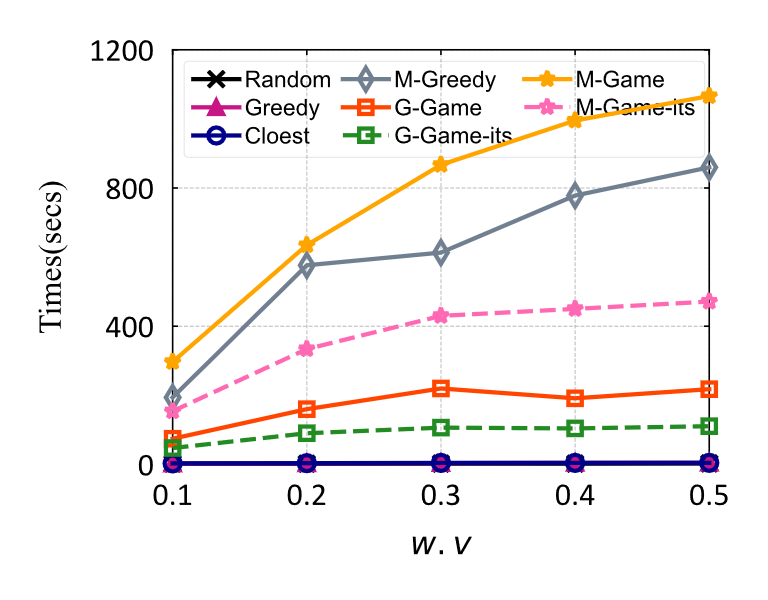 1200
800
400
0
Times(secs)
Random
Greedy
Cloest
M-Greedy
G-Game
G-Game-its
M-Game
M-Game-its
0.1 0.2 0.3 0.4 0.5
w.v